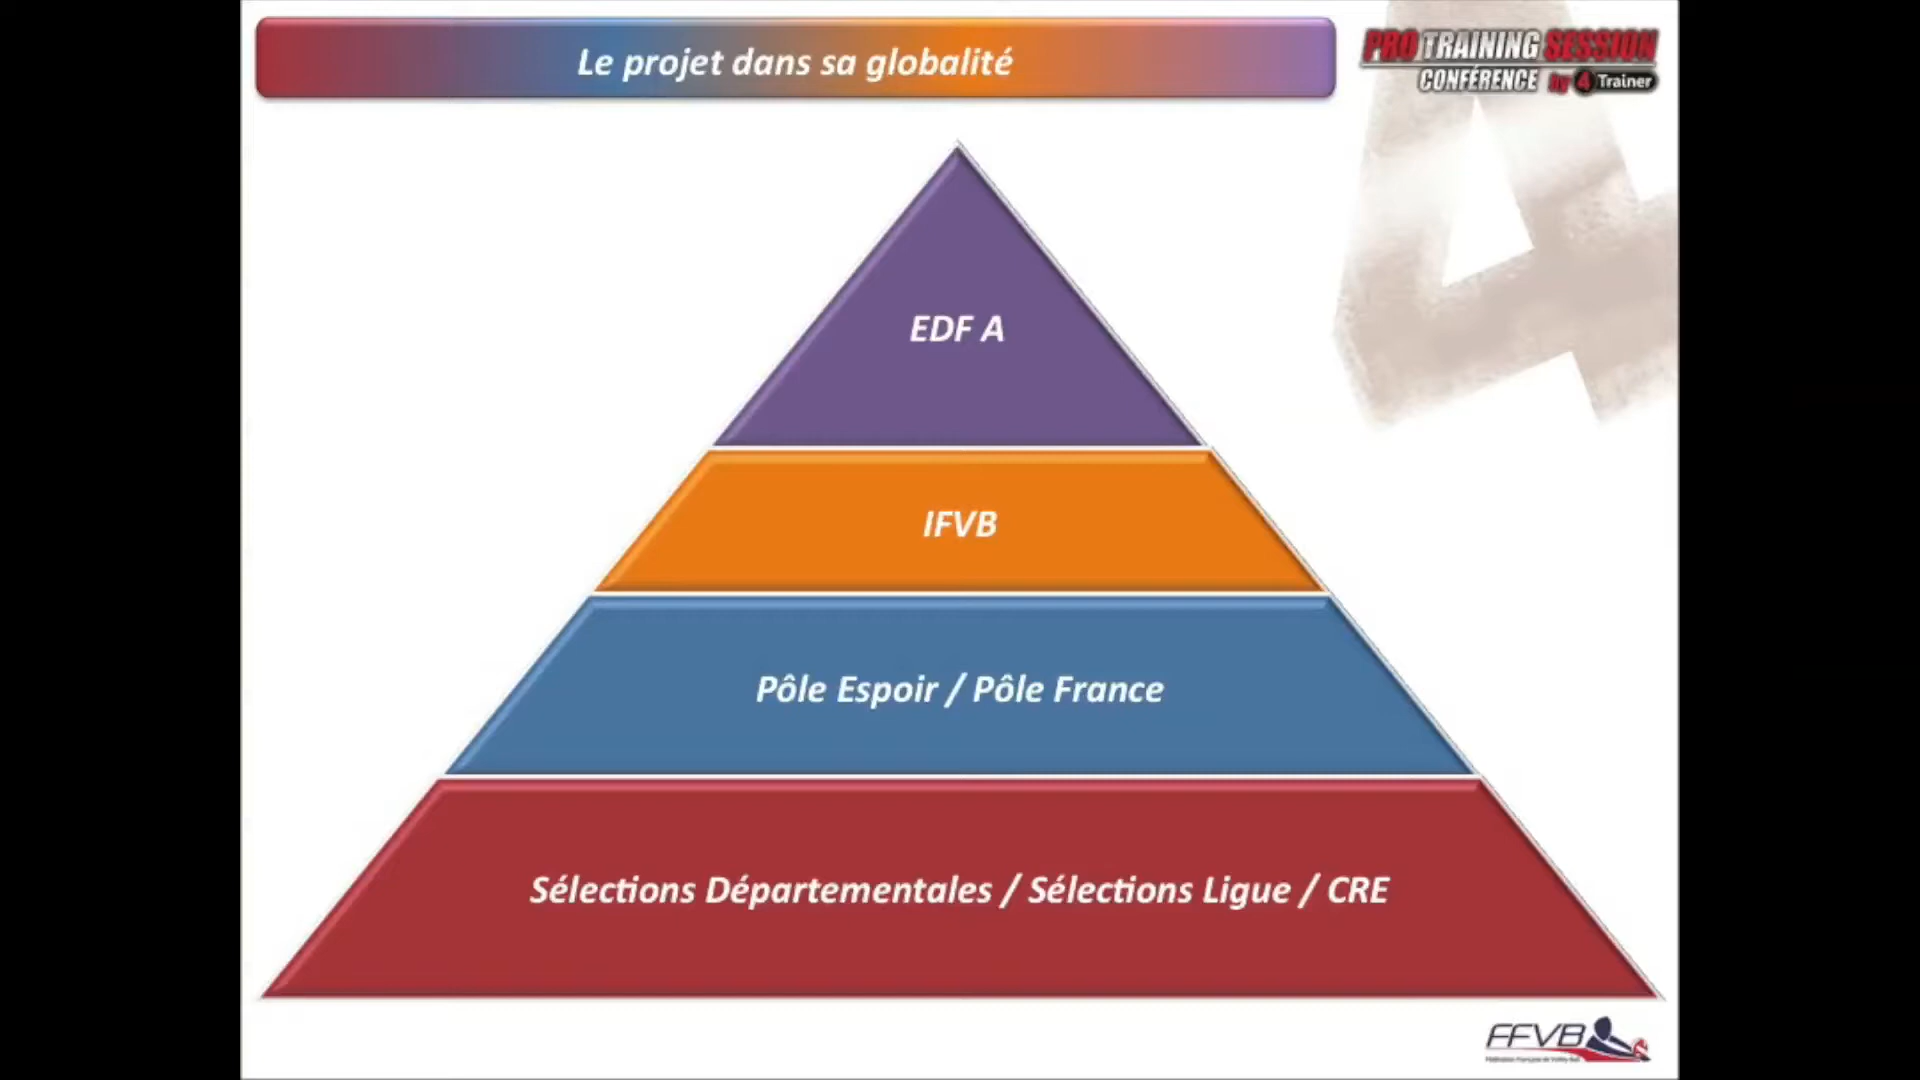 Le projet dans sa globalité
PRO TRAINING SESSION
CONFÉRENCE by 4 Trainer
EDF A
IFVB
Pôle Espoir / Pôle France
Sélections Départementales / Sélections Ligue / CRE
FFVB